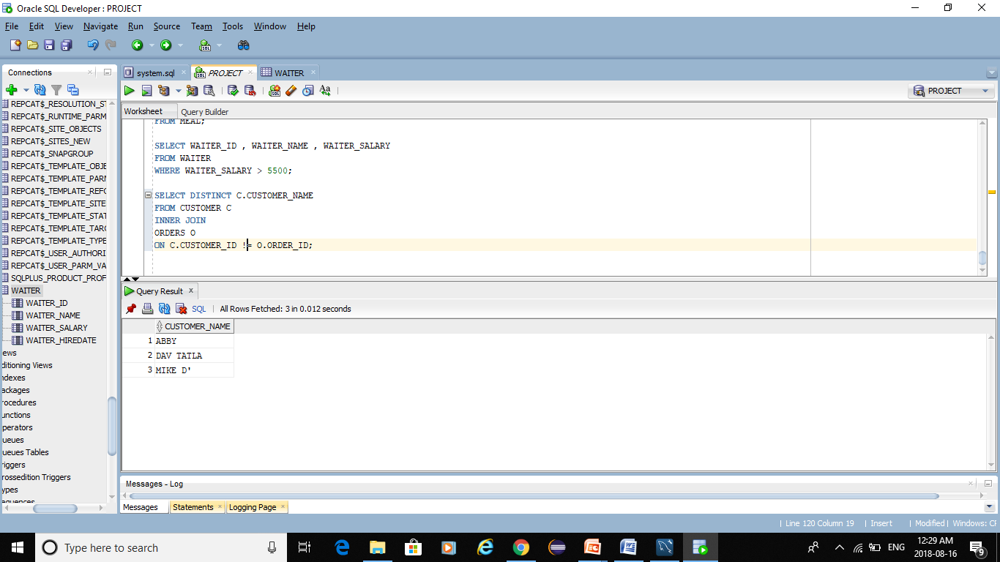 Oracle SQL Developer : PROJECT
File Edit View Navigate Run Source Team Tools Window Help
Connections
system.sql
PROJECT
WAITER
PROJECT
Worksheet
Query Builder
REPCAT$_RESOLUTION_ST
REPCAT$_RUNTIME_PARM
REPCAT$_SITE_OBJECTS
REPCAT$_SITES_NEW
REPCAT$_SNAPGROUP
REPCAT$_TEMPLATE_OBJE
REPCAT$_TEMPLATE_PARM
REPCAT$_TEMPLATE_REFG
REPCAT$_TEMPLATE_SITE
REPCAT$_TEMPLATE_STAT
REPCAT$_TEMPLATE_TARG
REPCAT$_TEMPLATE_TYPE
REPCAT$_USER_AUTHORI
REPCAT$_USER_PARM_VA
SQLPLUS_PRODUCT_PROF
WAITER
WAITER_ID
WAITER_NAME
WAITER_SALARY
WAITER_HIREDATE
iews
ditioning Views
ndexes
ackages
rocedures
unctions
perators
ueues
ueues Tables
riggers
rossedition Triggers
ypes
equences
FROM MEAL;
SELECT WAITER_ID , WAITER_NAME , WAITER_SALARY
FROM WAITER
WHERE WAITER_SALARY > 5500;
SELECT DISTINCT C.CUSTOMER_NAME
FROM CUSTOMER C
INNER JOIN
ORDERS O
ON C.CUSTOMER_ID != O.ORDER_ID;
Query Result
SQL | All Rows Fetched: 3 in 0.012 seconds
CUSTOMER_NAME
1 ABBY
2 DAV TATLA
3 MIKE D'
Messages - Log
Messages Statements Logging Page
Line 120 Column 19 | Insert | Modified | Windows: CF
Type here to search
ENG
12:29 AM
2018-08-16
9